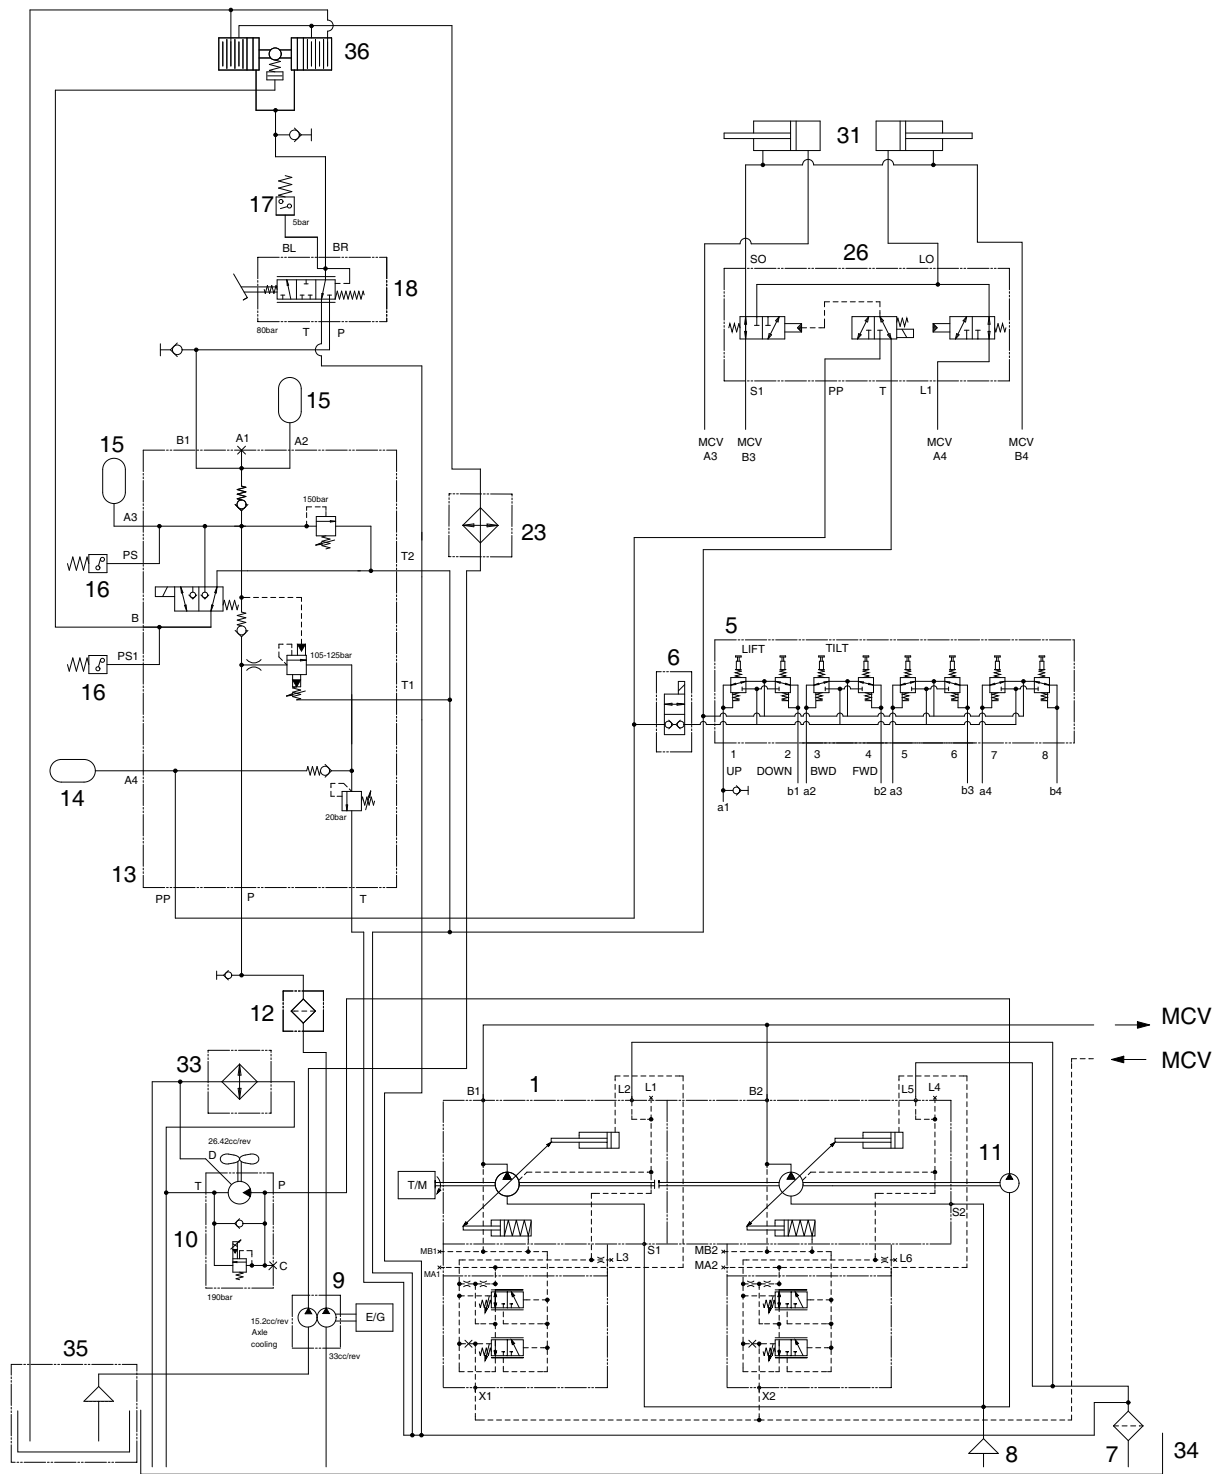 36
31
17
5bar
BL
BR
26
SO
LO
18
80bar
T
P
S1
PP
T
L1
15
15
B1
A1
A2
MCV
A3
MCV
B3
MCV
A4
MCV
B4
150bar
A3
23
PS
T2
16
B
5
LIFT
TILT
6
PS1
105-125bar
16
T1
1
2
3
4
5
6
7
8
UP
DOWN
BWD
FWD
14
A4
a1
b1
a2
b2
a3
b3
a4
b4
20bar
13
PP
P
T
12
MCV
MCV
33
1
B1
L2
L1
B2
L5
L4
26.42cc/rev
D
11
T
P
T/M
S2
10
S1
MB1
MA1
L3
MB2
MA2
L6
C
190bar
9
15.2cc/rev
Axle
cooling
E/G
33cc/rev
35
X1
X2
8
7
34